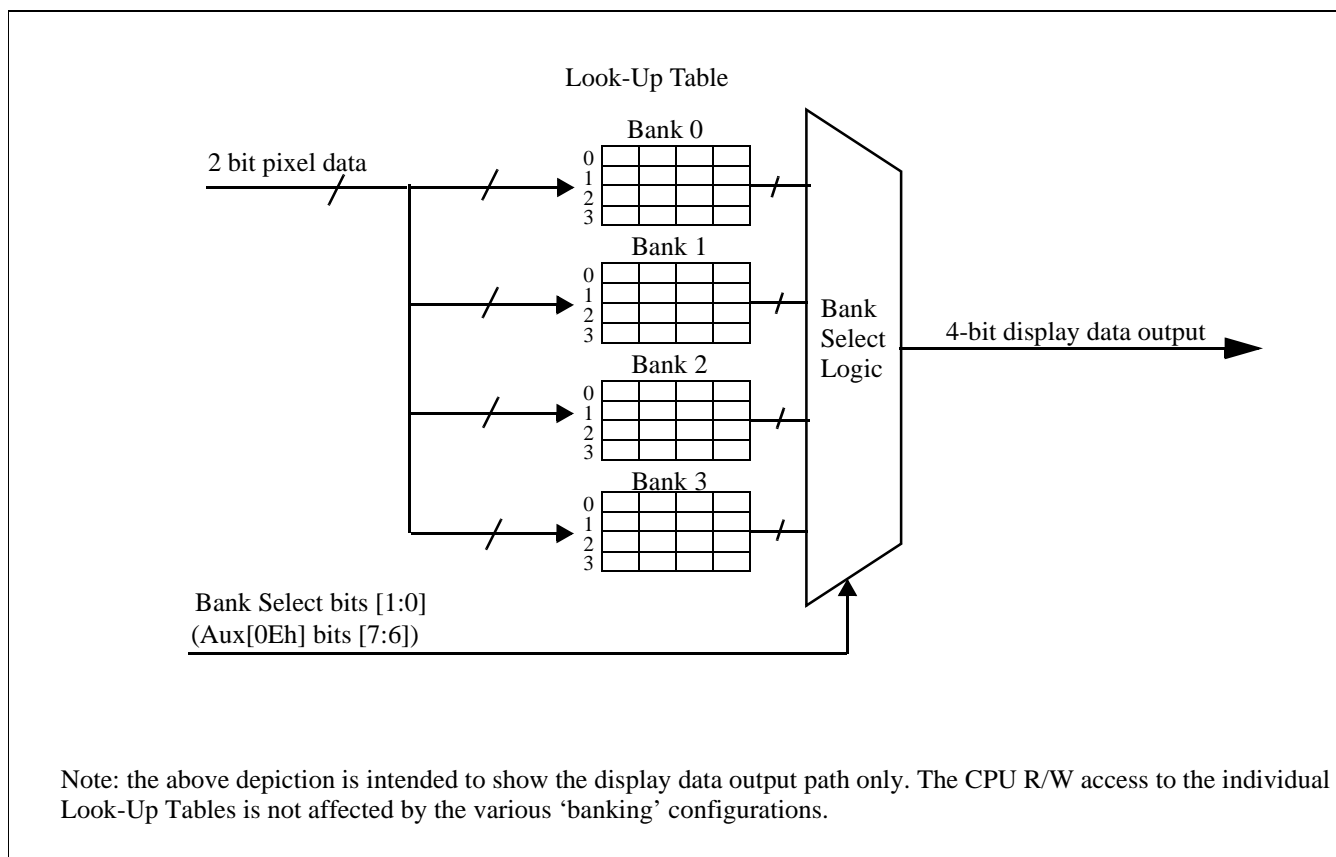 Look-Up Table
2 bit pixel data
Bank 0
0
1
2
3
Bank 1
0
1
2
3
Bank 2
0
1
2
3
Bank 3
0
1
2
3
Bank
Select
Logic
4-bit display data output
Bank Select bits [1:0]
(Aux[0Eh] bits [7:6])
Note: the above depiction is intended to show the display data output path only. The CPU R/W access to the individual
Look-Up Tables is not affected by the various ‘banking’ configurations.